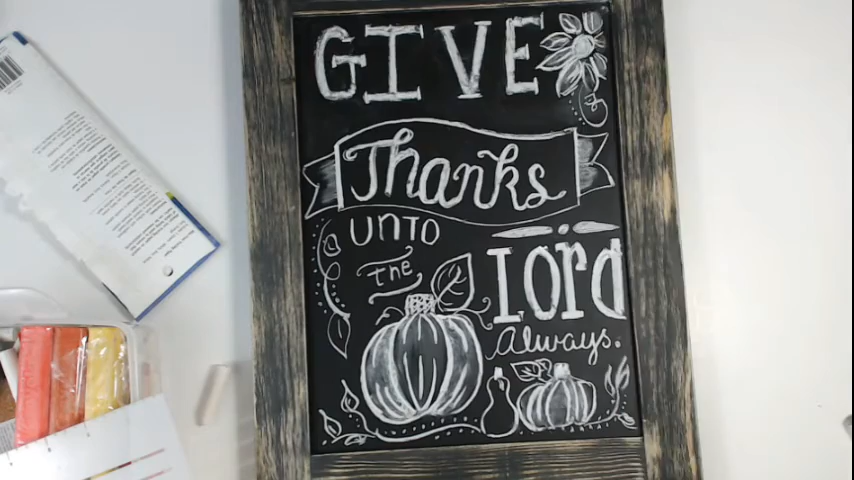 GIVE
Thanks
UNTO
the
lord
Always.